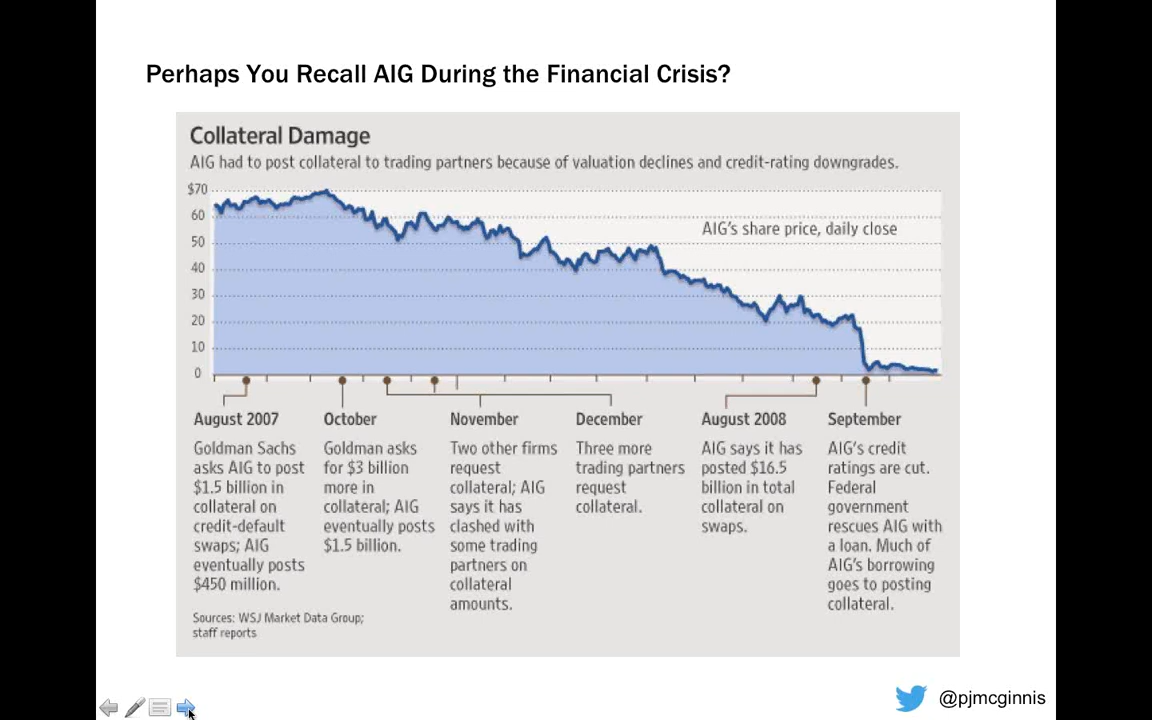 Perhaps You Recall AIG During the Financial Crisis?
Collateral Damage
AIG had to post collateral to trading partners because of valuation declines and credit-rating downgrades.
$70
60
50
40
30
20
10
0
AIG's share price, daily close
August 2007
Goldman Sachs
asks AIG to post
$1.5 billion in
collateral on
credit-default
swaps; AIG
eventually posts
$450 million.
October
Goldman asks
for $3 billion
more in
collateral; AIG
eventually posts
$1.5 billion.
November
Two other firms
request
collateral; AIG
says it has
clashed with
some trading
partners on
collateral
amounts.
December
Three more
trading partners
request
collateral.
August 2008
AIG says it has
posted $16.5
billion in total
collateral on
swaps.
September
AIG's credit
ratings are cut.
Federal
government
rescues AIG with
a loan. Much of
AIG's borrowing
goes to posting
collateral.
Sources: WSJ Market Data Group;
staff reports
@pjmcginnis